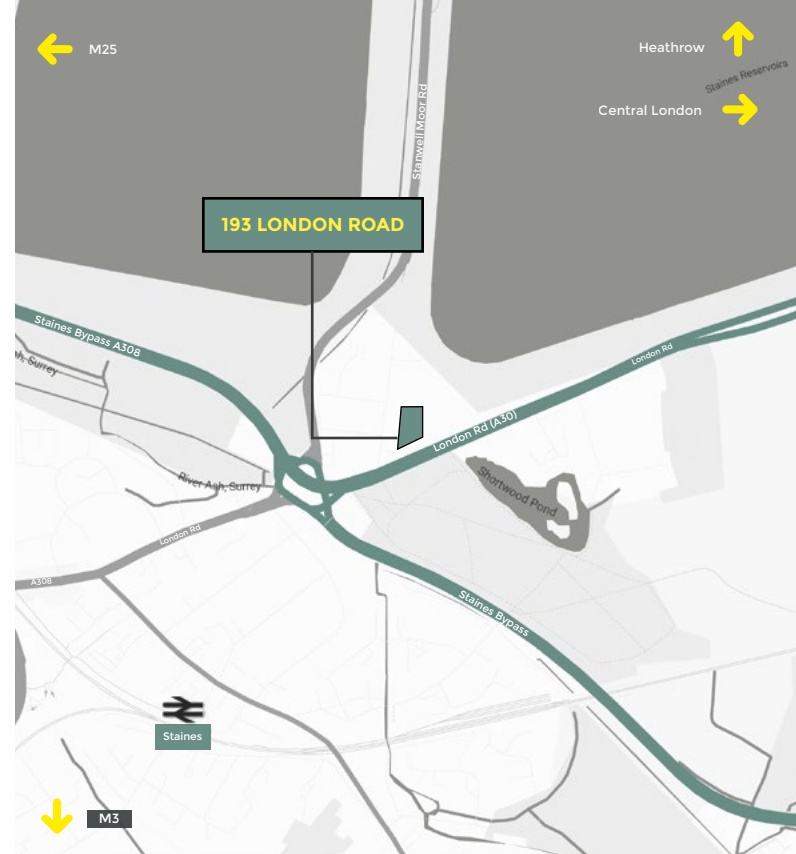 M25
Heathrow
Staines Reservoirs
Central London
Stanwell Moor Rd
193 LONDON ROAD
Staines Bypass A308
London Rd
h, Surrey
London Rd (A30)
River Ash, Surrey
Shortwood Pond
London Rd
A308
Staines Bypass
Staines
M3